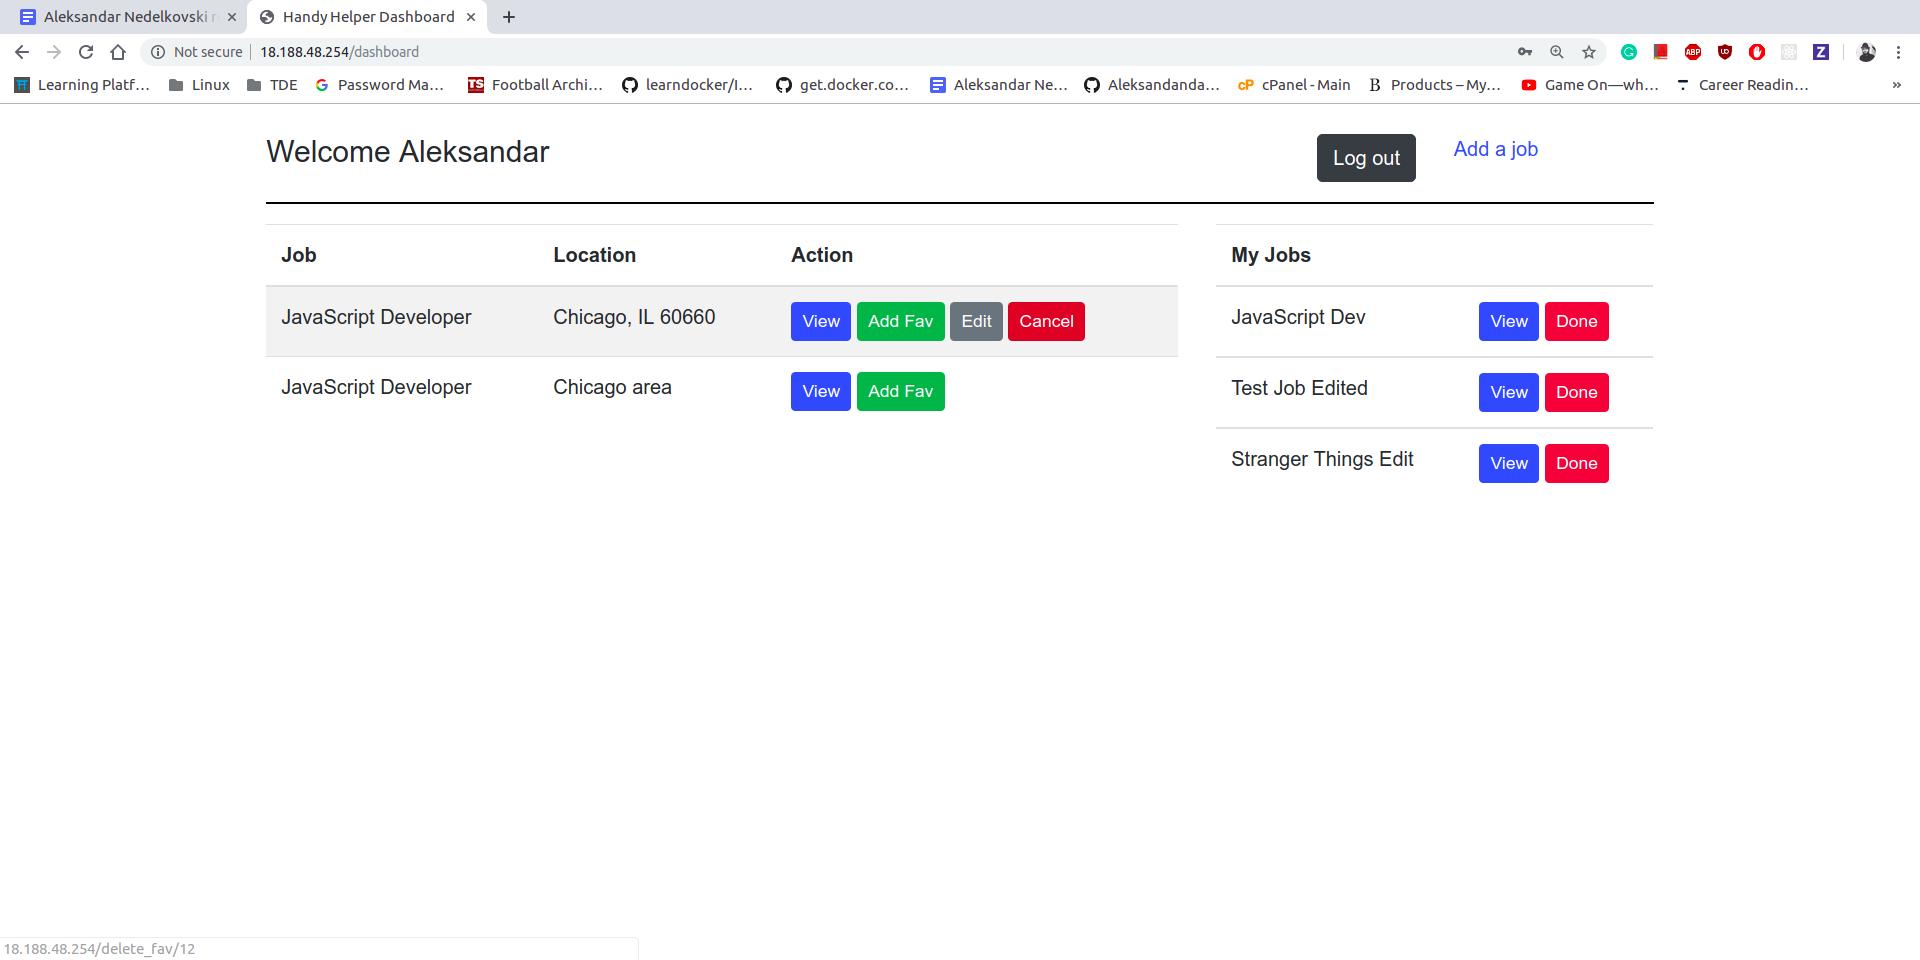 Aleksandar Nedelkovski
Handy Helper Dashboard
Not secure
18.188.48.254/dashboard
Learning Platf...
Linux
TDE
Password Ma...
TS
Football Archi...
learndocker/I...
get.docker.co...
Aleksandar Ne...
Aleksandanda...
cP
cPanel - Main
B
Products – My...
Game On—wh...
Career Readin...
»
Welcome Aleksandar
Log out
Add a job
Job
Location
Action
JavaScript Developer
Chicago, IL 60660
View
Add Fav
Edit
Cancel
JavaScript Developer
Chicago area
View
Add Fav
My Jobs
JavaScript Dev
View
Done
Test Job Edited
View
Done
Stranger Things Edit
View
Done
18.188.48.254/delete_fav/12